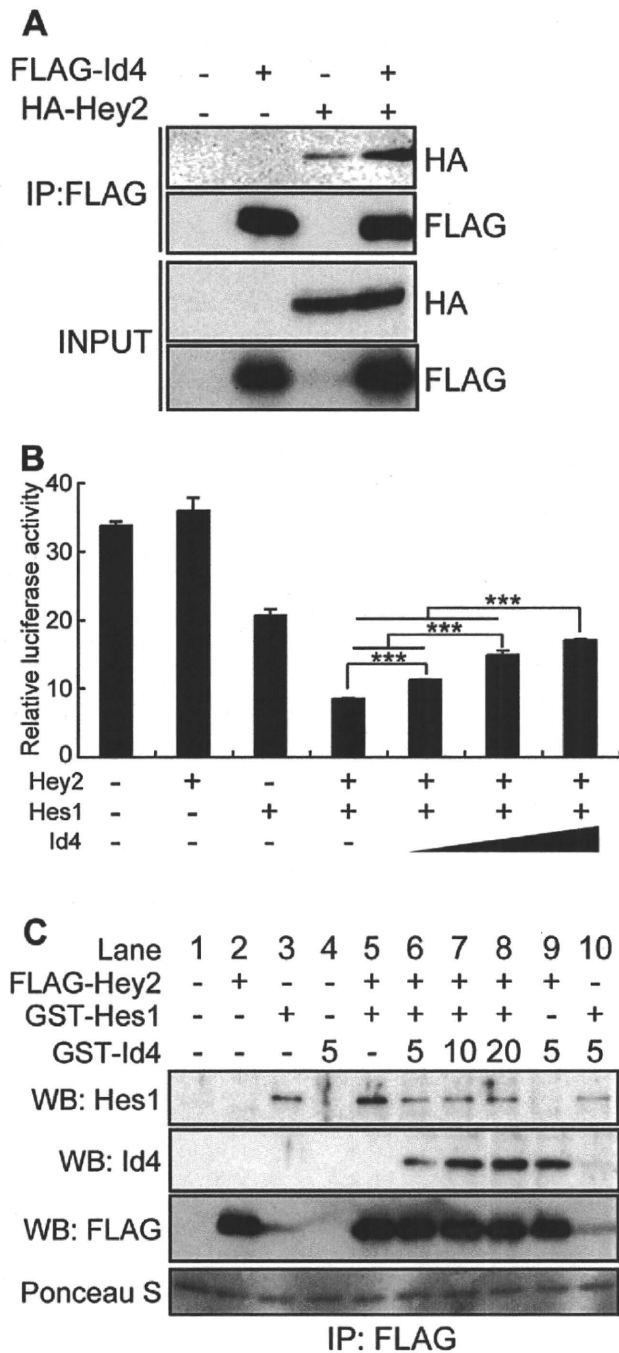 A
FLAG-Id4 - + - +
HA-Hey2 - - + +
IP:FLAG
HA
FLAG
INPUT
HA
FLAG
B
Relative luciferase activity
40
30
20
10
0
***
***
***
Hey2 - + - + + + +
Hes1 - - + + + + +
Id4 - - - -
C
Lane 1 2 3 4 5 6 7 8 9 10
FLAG-Hey2 - + - - + + + + + -
GST-Hes1 - - + - + + + + - +
GST-Id4 - - - 5 - 5 10 20 5 5
WB: Hes1
WB: Id4
WB: FLAG
Ponceau S
IP: FLAG